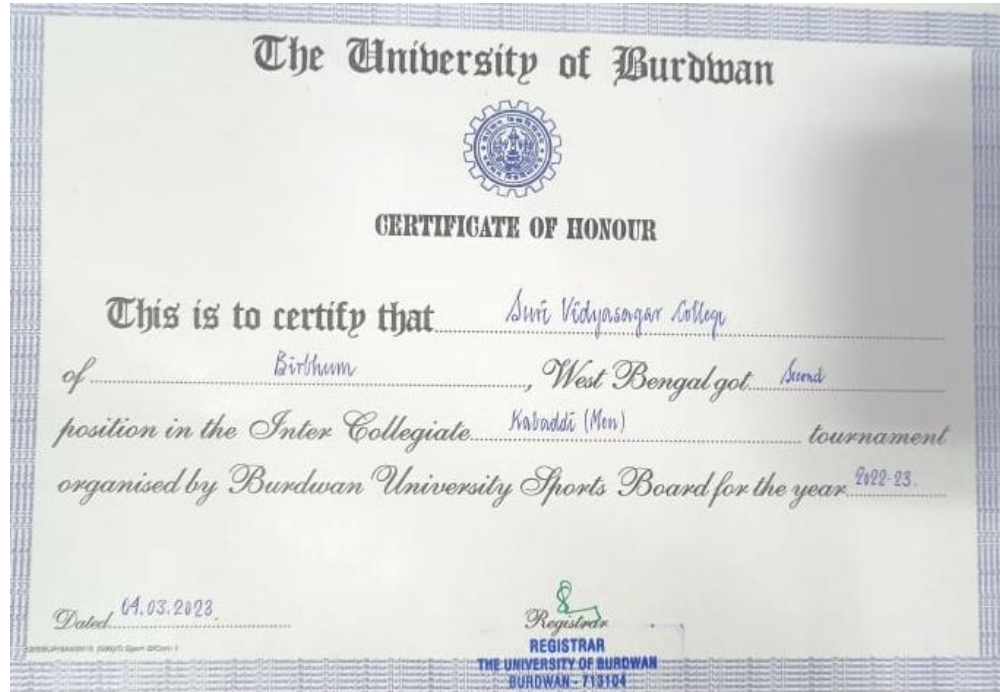 The University of Burdwan
CERTIFICATE OF HONOUR
This is to certify that Suri Vidyasagar College
of Birbhum, West Bengal got Second
position in the Inter Collegiate Kabaddi (Men) tournament
organised by Burdwan University Sports Board for the year 2022-23.
Dated 04.03.2023.
Registrar
REGISTRAR
THE UNIVERSITY OF BURDWAN
BURDWAN - 713104